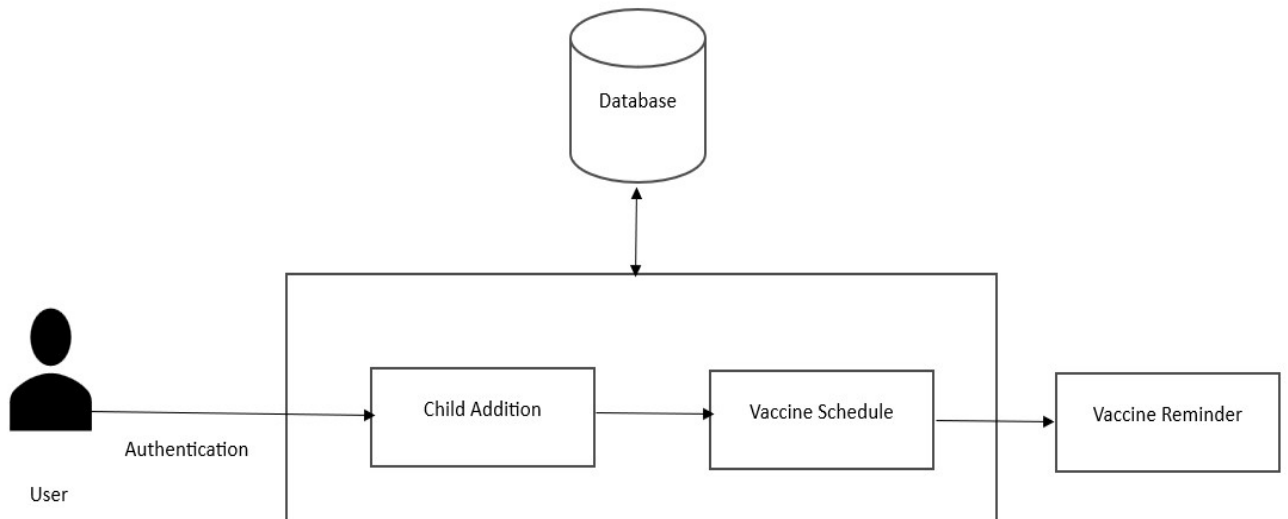 Database
Child Addition
Vaccine Schedule
Vaccine Reminder
Authentication
User